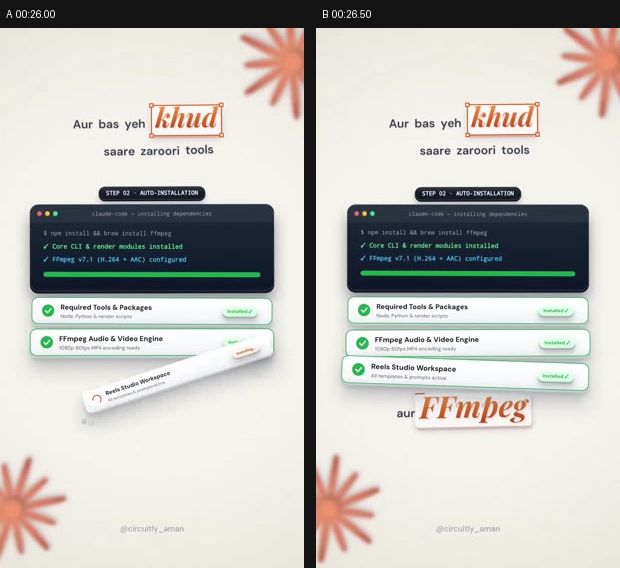 A 00:26.00
Aur bas yeh khud
saare zaroori tools
STEP 02 · AUTO-INSTALLATION
claude-code — installing dependencies
$ npm install && brew install ffmpeg
✓ Core CLI & render modules installed
✓ FFmpeg v7.1 (H.264 + AAC) configured
Required Tools & Packages
Node, Python & render scripts
Installed ✓
FFmpeg Audio & Video Engine
1080p 60fps MP4 encoding ready
Reels Studio Workspace
All templates & prompts active
@circuitly_aman
B 00:26.50
Aur bas yeh khud
saare zaroori tools
STEP 02 · AUTO-INSTALLATION
claude-code — installing dependencies
$ npm install && brew install ffmpeg
✓ Core CLI & render modules installed
✓ FFmpeg v7.1 (H.264 + AAC) configured
Required Tools & Packages
Node, Python & render scripts
Installed ✓
FFmpeg Audio & Video Engine
1080p 60fps MP4 encoding ready
Installed ✓
Reels Studio Workspace
All templates & prompts active
Installed ✓
aur FFmpeg
@circuitly_aman